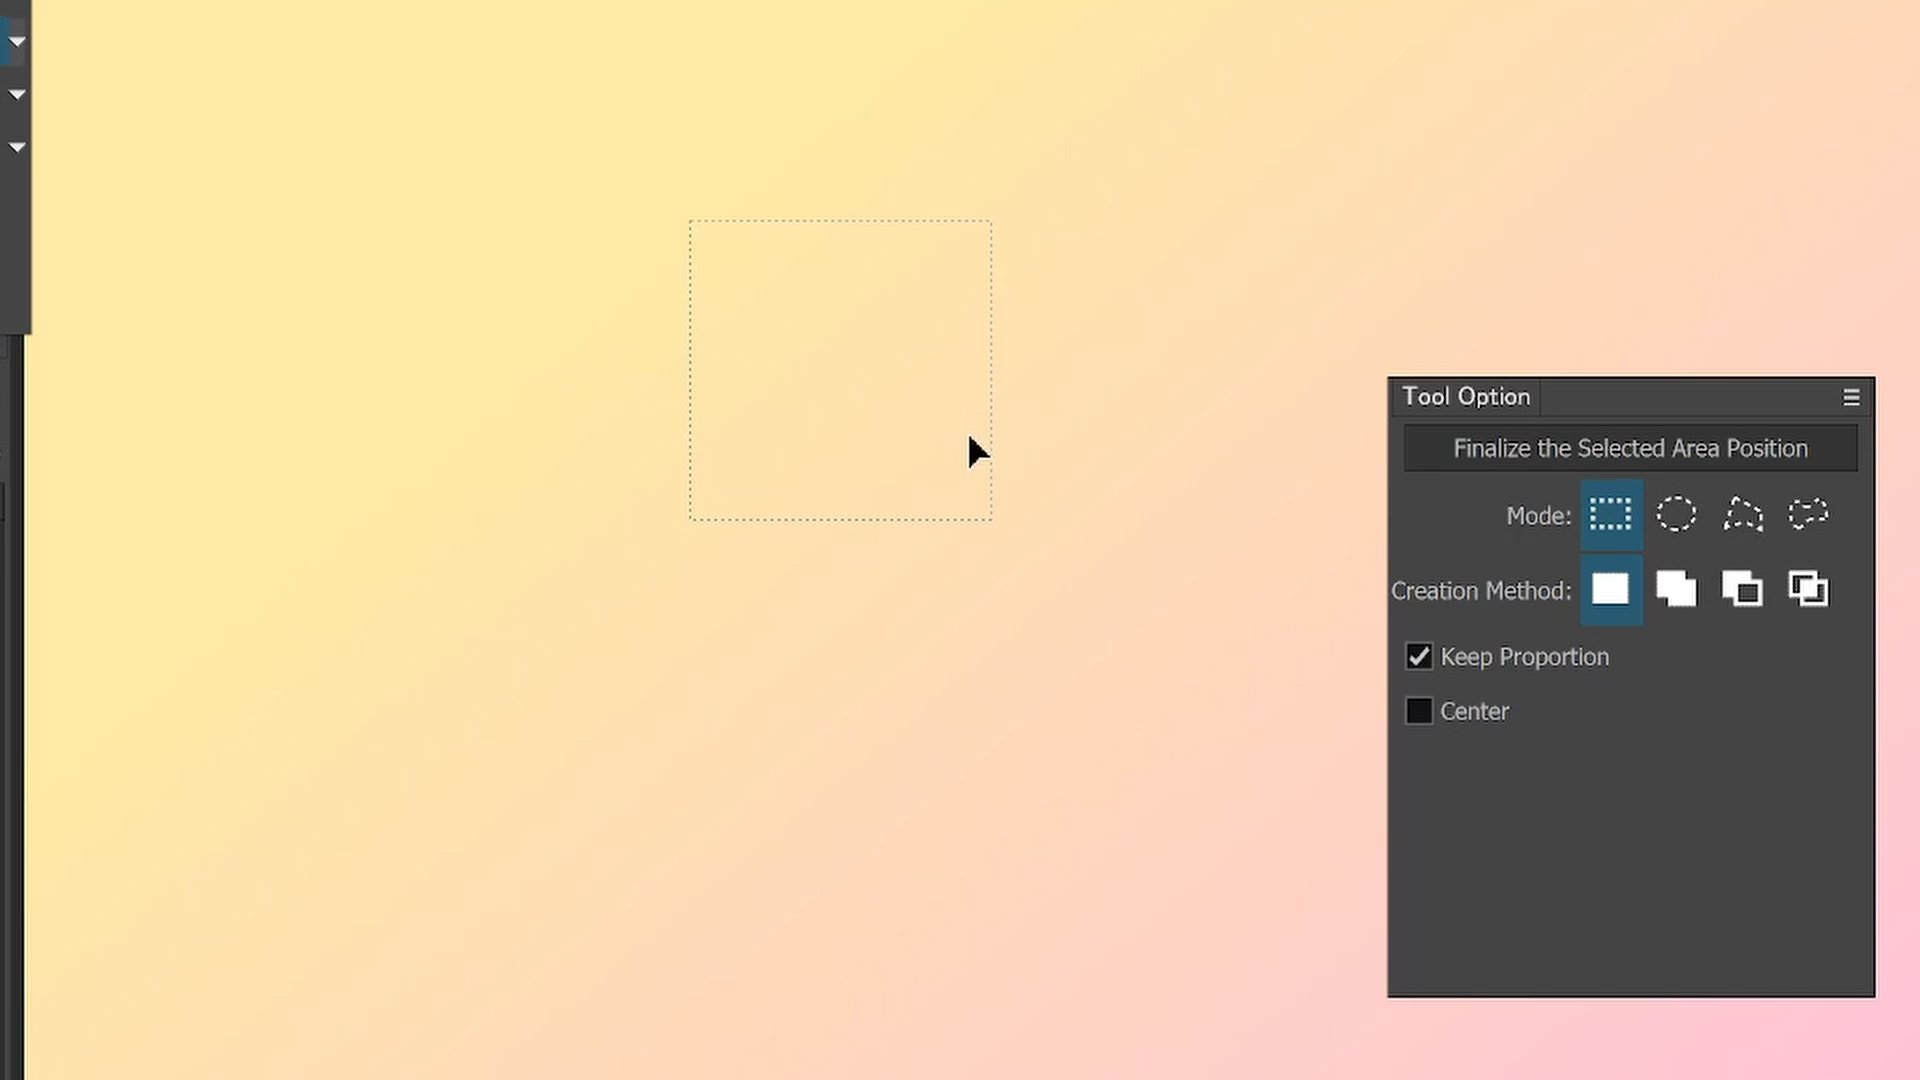 Tool Option
Finalize the Selected Area Position
Mode:
Creation Method:
Keep Proportion
Center